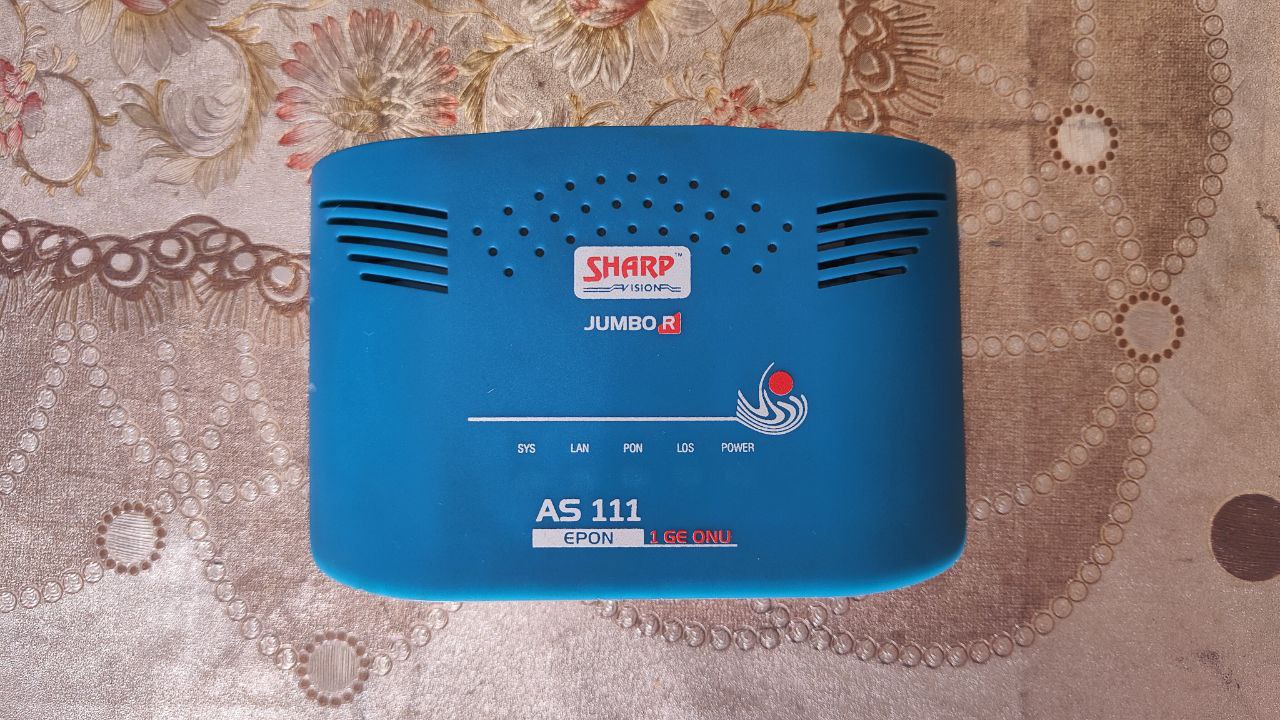 SHARP™
VISION
JUMBO R
SYS LAN PON LOS POWER
AS 111
EPON 1 GE ONU